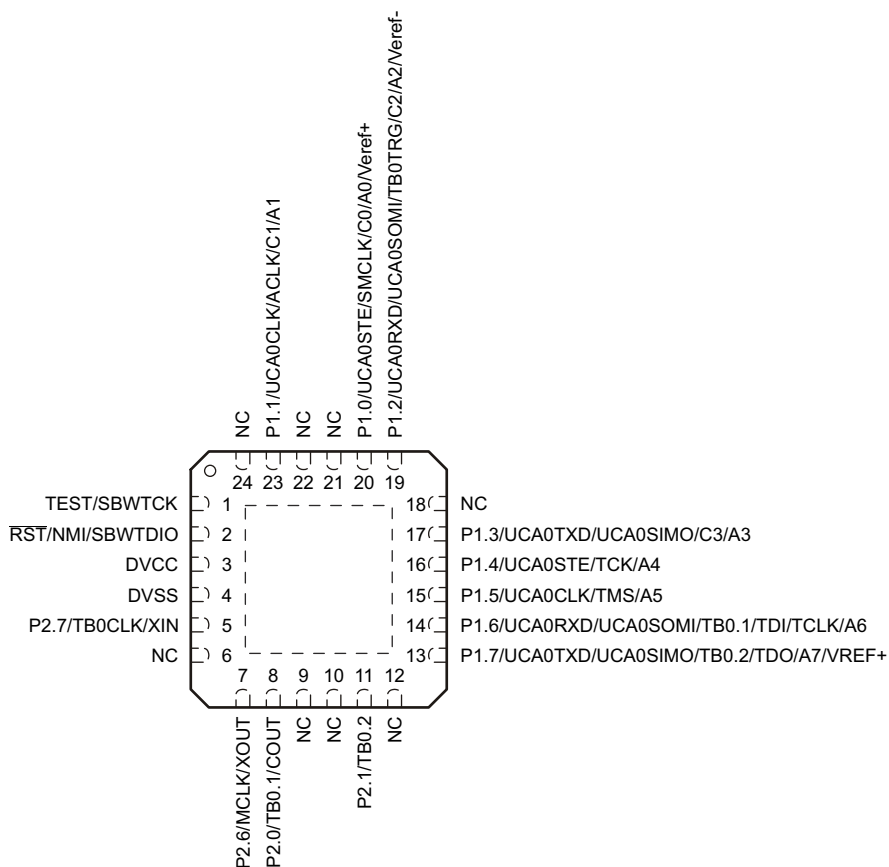 P1.1/UCA0CLK/ACLK/C1/A1
P1.0/UCA0STE/SMCLK/C0/A0/Veref+
P1.2/UCA0RXD/UCA0SOMI/TB0TRG/C2/A2/Veref-
NC
NC
NC
24 23 22 21 20 19
TEST/SBWTCK 1
RST/NMI/SBWTDIO 2
DVCC 3
DVSS 4
P2.7/TB0CLK/XIN 5
NC 6
18 NC
17 P1.3/UCA0TXD/UCA0SIMO/C3/A3
16 P1.4/UCA0STE/TCK/A4
15 P1.5/UCA0CLK/TMS/A5
14 P1.6/UCA0RXD/UCA0SOMI/TB0.1/TDI/TCLK/A6
13 P1.7/UCA0TXD/UCA0SIMO/TB0.2/TDO/A7/VREF+
7 8 9 10 11 12
P2.6/MCLK/XOUT
P2.0/TB0.1/COUT
NC
NC
P2.1/TB0.2
NC